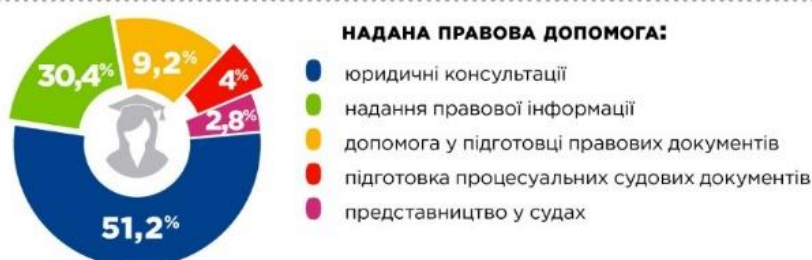 НАДАНА ПРАВОВА ДОПОМОГА:
30,4%
9,2%
4%
2,8%
51,2%
юридичні консультації
надання правової інформації
допомога у підготовці правових документів
підготовка процесуальних судових документів
представництво у судах